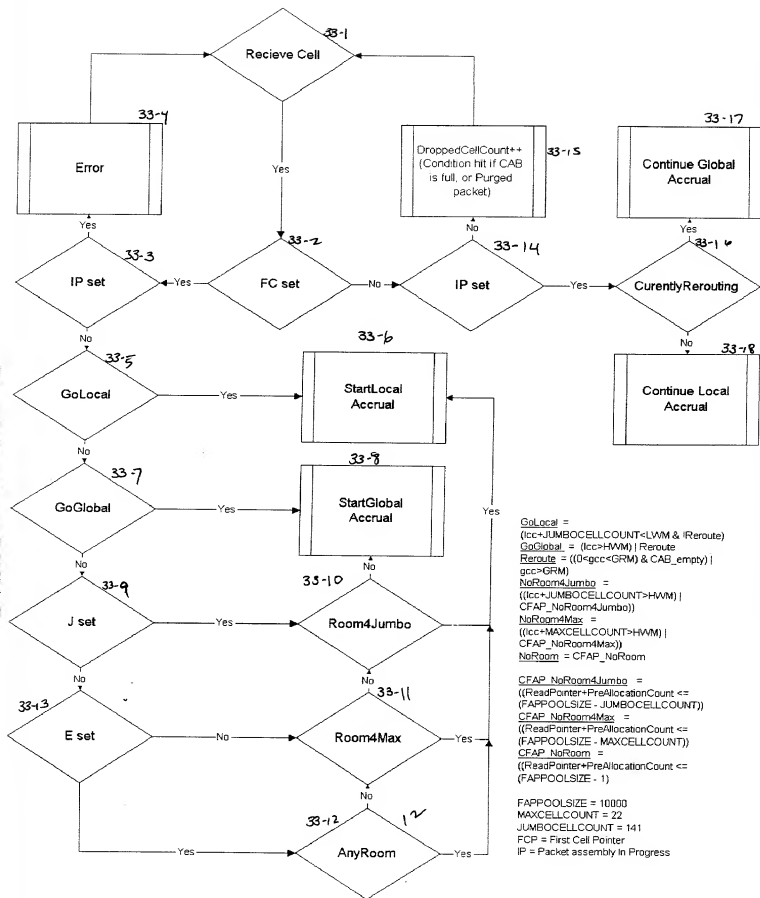 33-1
Recieve Cell
33-4
Error
DroppedCellCount++
(Condition hit if CAB
is full, or Purged
packet)
33-15
33-17
Continue Global
Accrual
Yes
Yes
No
Yes
33-3
IP set
Yes
33-2
FC set
No
33-14
IP set
Yes
33-16
CurentlyRerouting
No
No
33-5
GoLocal
Yes
33-6
StartLocal
Accrual
33-18
Continue Local
Accrual
No
33-7
GoGlobal
Yes
33-8
StartGlobal
Accrual
Yes
No
No
33-9
J set
Yes
33-10
Room4Jumbo
No
No
33-13
E set
No
33-11
Room4Max
Yes
No
Yes
33-12
12
AnyRoom
Yes
GoLocal =
(lcc+JUMBOCELLCOUNT<LWM & !Reroute)
GoGlobal = (lcc>HWM) | Reroute
Reroute = ((0<gcc<GRM) & CAB_empty) |
gcc>GRM)
NoRoom4Jumbo =
((lcc+JUMBOCELLCOUNT>HWM) |
CFAP_NoRoom4Jumbo))
NoRoom4Max =
((lcc+MAXCELLCOUNT>HWM) |
CFAP_NoRoom4Max))
NoRoom = CFAP_NoRoom
CFAP_NoRoom4Jumbo =
((ReadPointer+PreAllocationCount <=
(FAPPOOLSIZE - JUMBOCELLCOUNT))
CFAP_NoRoom4Max =
((ReadPointer+PreAllocationCount <=
(FAPPOOLSIZE - MAXCELLCOUNT))
CFAP_NoRoom =
((ReadPointer+PreAllocationCount <=
(FAPPOOLSIZE - 1)
FAPPOOLSIZE = 10000
MAXCELLCOUNT = 22
JUMBOCELLCOUNT = 141
FCP = First Cell Pointer
IP = Packet assembly In Progress